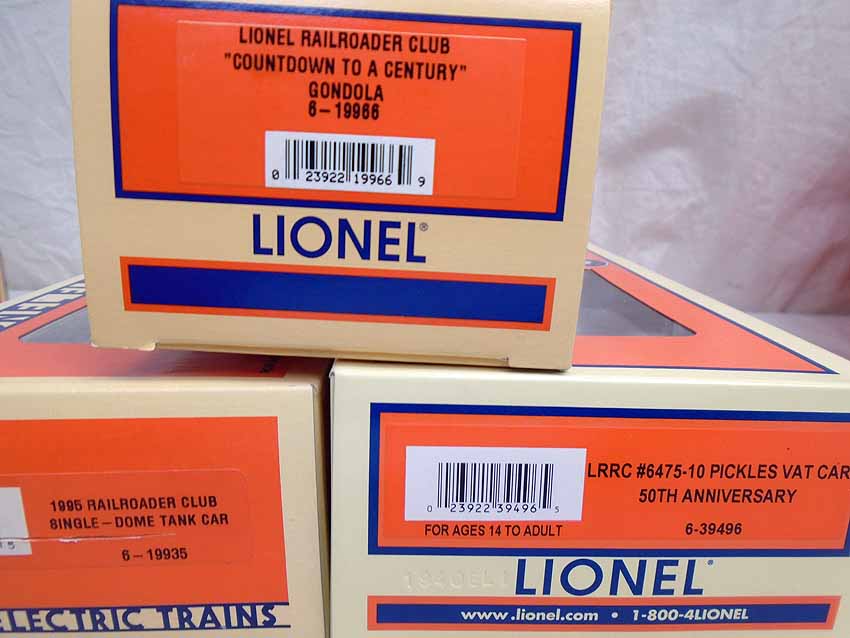 LIONEL RAILROADER CLUB
"COUNTDOWN TO A CENTURY"
GONDOLA
6-19966
0 23922 19966 9
LIONEL®
1995 RAILROADER CLUB
SINGLE-DOME TANK CAR
6-19935
ELECTRIC TRAINS
LRRC #6475-10 PICKLES VAT CAR
50TH ANNIVERSARY
0 23922 39496 5
FOR AGES 14 TO ADULT
6-39496
LIONEL®
www.lionel.com • 1-800-4LIONEL